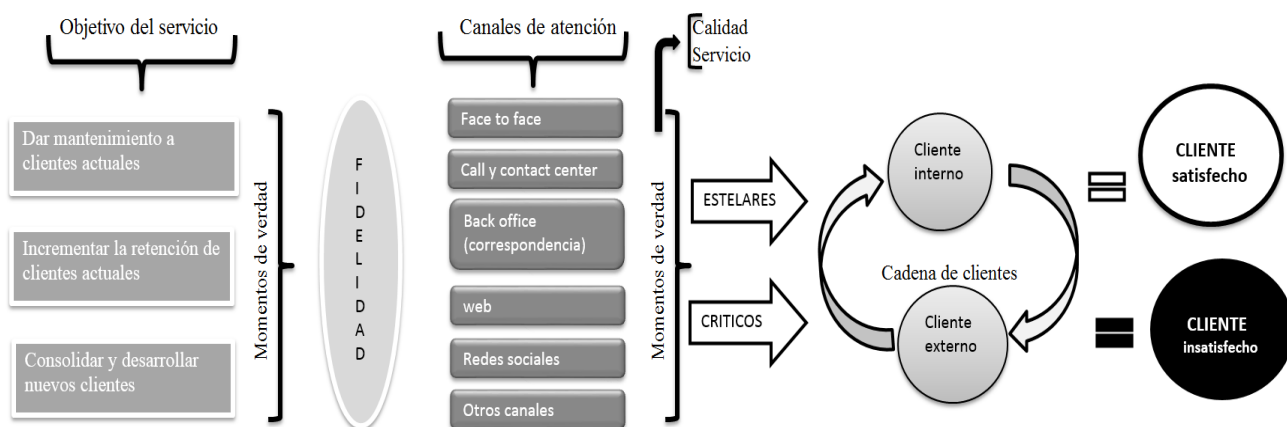 Objetivo del servicio
Dar mantenimiento a
clientes actuales
Incrementar la retención de
clientes actuales
Consolidar y desarrollar
nuevos clientes
Momentos de verdad
FIDELIDAD
Canales de atención
Face to face
Call y contact center
Back office
(correspondencia)
web
Redes sociales
Otros canales
Momentos de verdad
Calidad
Servicio
ESTELARES
CRITICOS
Cliente
interno
Cadena de clientes
Cliente
externo
CLIENTE
satisfecho
CLIENTE
insatisfecho